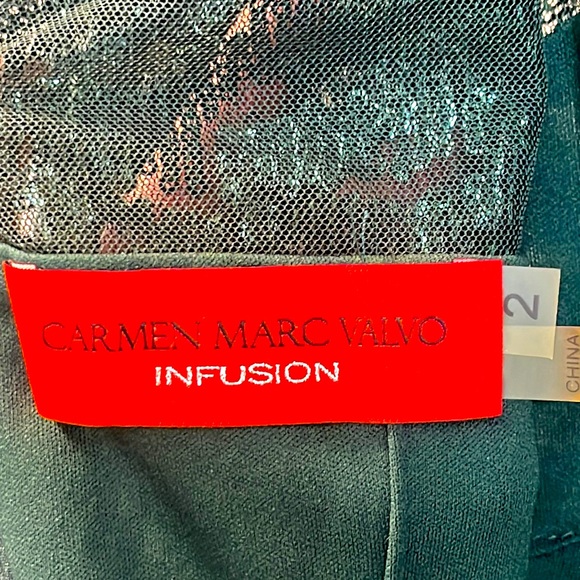 CARMEN MARC VALVO
INFUSION
2
CHINA